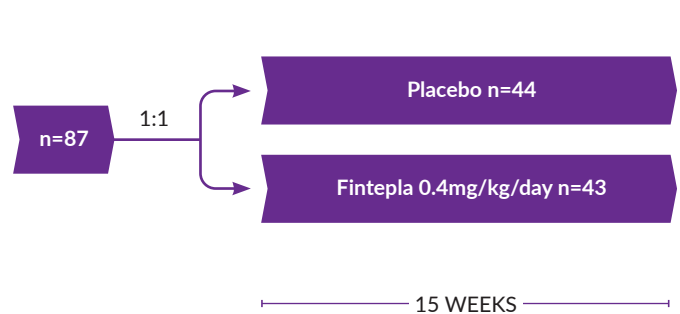 Placebo n=44
1:1
n=87
Fintepla 0.4mg/kg/day n=43
15 WEEKS